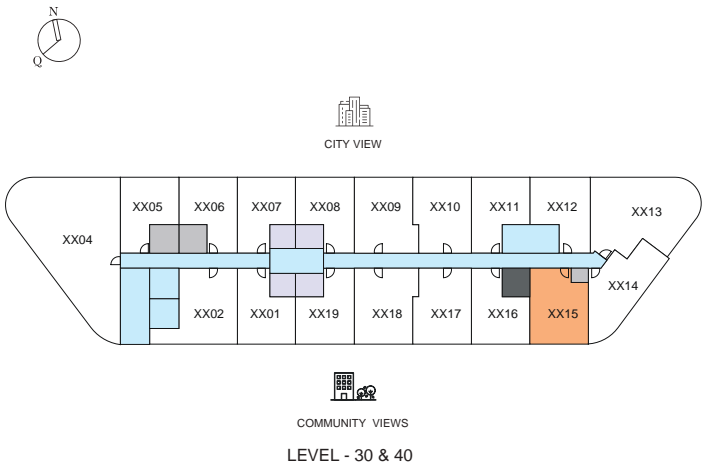 N
Q
CITY VIEW
XX05 XX06 XX07 XX08 XX09 XX10 XX11 XX12
XX04 XX13
XX14
XX02 XX01 XX19 XX18 XX17 XX16 XX15
COMMUNITY VIEWS
LEVEL - 30 & 40